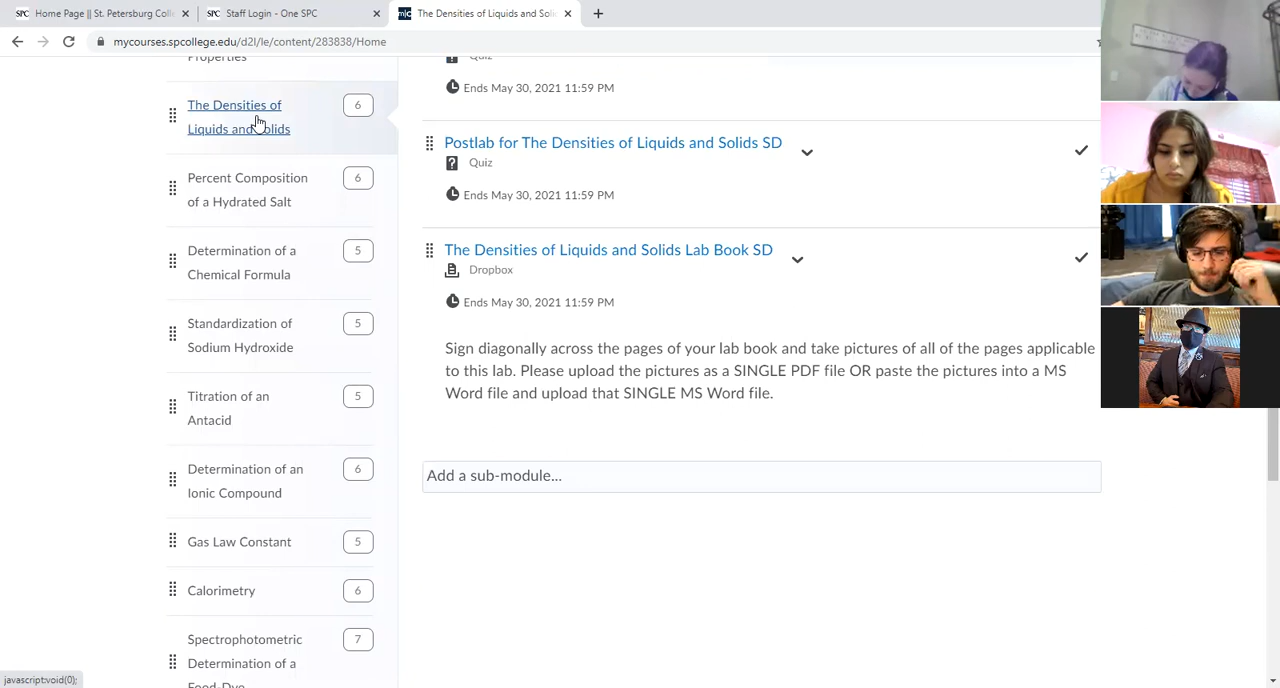 Home Page || St. Petersburg Coll
Staff Login - One SPC
The Densities of Liquids and Soli
mycourses.spcollege.edu/d2l/le/content/283838/Home
Properties
The Densities of
Liquids and Solids
6
Percent Composition
of a Hydrated Salt
6
Determination of a
Chemical Formula
5
Standardization of
Sodium Hydroxide
5
Titration of an
Antacid
5
Determination of an
Ionic Compound
6
Gas Law Constant
5
Calorimetry
6
Spectrophotometric
Determination of a
Food-Dye
7
Quiz
Ends May 30, 2021 11:59 PM
Postlab for The Densities of Liquids and Solids SD
Quiz
Ends May 30, 2021 11:59 PM
The Densities of Liquids and Solids Lab Book SD
Dropbox
Ends May 30, 2021 11:59 PM
Sign diagonally across the pages of your lab book and take pictures of all of the pages applicable
to this lab. Please upload the pictures as a SINGLE PDF file OR paste the pictures into a MS
Word file and upload that SINGLE MS Word file.
Add a sub-module...
javascript:void(0);